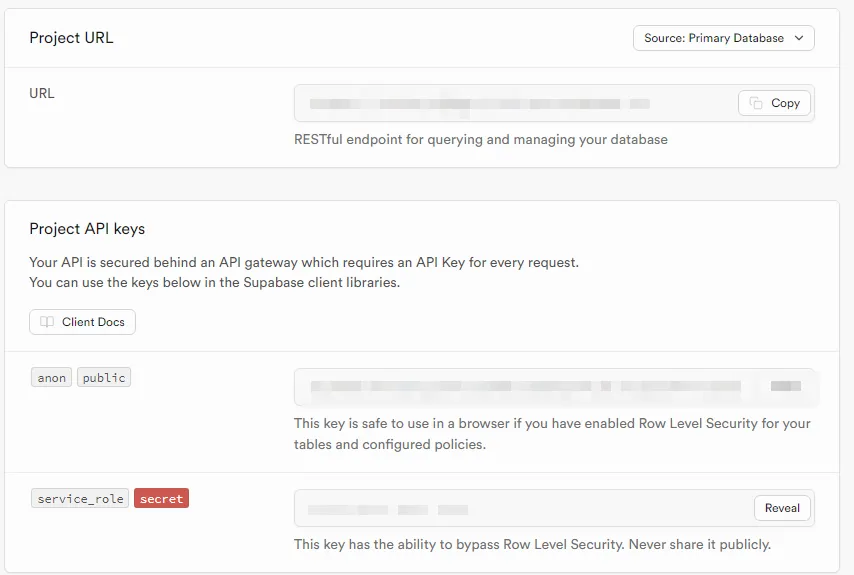 Project URL
Source: Primary Database
URL
Copy
RESTful endpoint for querying and managing your database
Project API keys
Your API is secured behind an API gateway which requires an API Key for every request.
You can use the keys below in the Supabase client libraries.
Client Docs
anon public
This key is safe to use in a browser if you have enabled Row Level Security for your
tables and configured policies.
service_role secret
Reveal
This key has the ability to bypass Row Level Security. Never share it publicly.